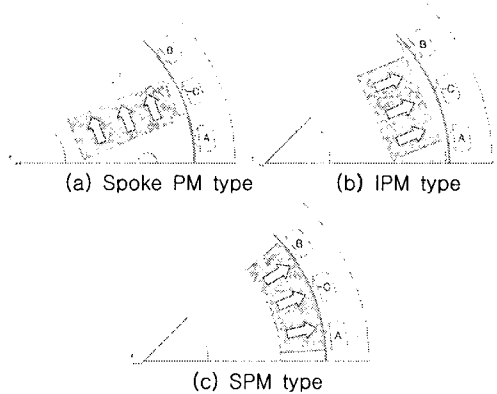 B
-C
A
(a) Spoke PM type
B
-C
A
(b) IPM type
B
-C
A
(c) SPM type